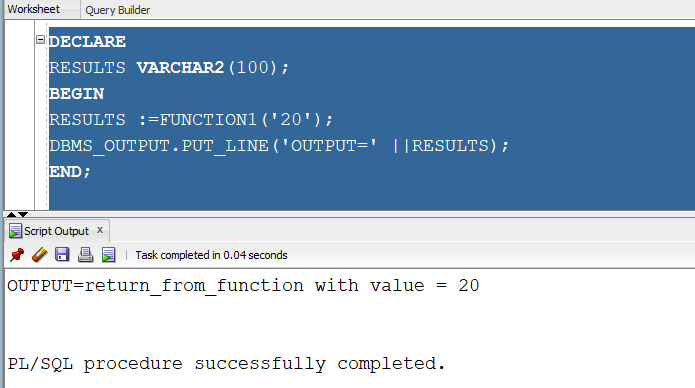 Worksheet Query Builder
DECLARE
RESULTS VARCHAR2(100);
BEGIN
RESULTS :=FUNCTION1('20');
DBMS_OUTPUT.PUT_LINE('OUTPUT=' ||RESULTS);
END;
Script Output x
Task completed in 0.04 seconds
OUTPUT=return_from_function with value = 20
PL/SQL procedure successfully completed.